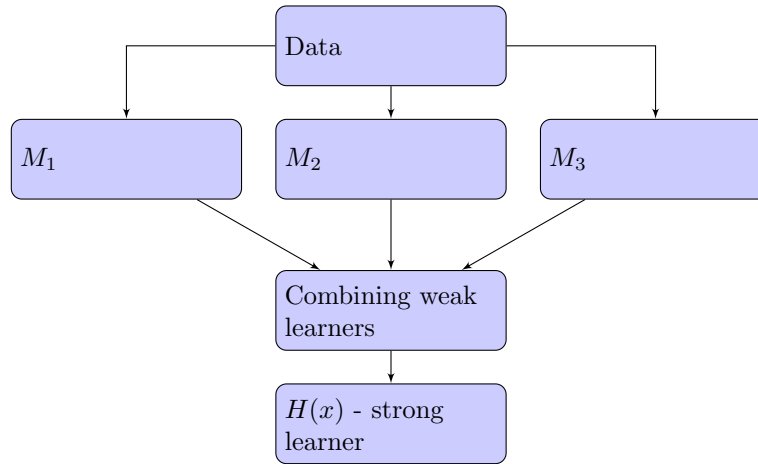 Data
M₁
M₂
M₃
Combining weak
learners
H(x) - strong
learner